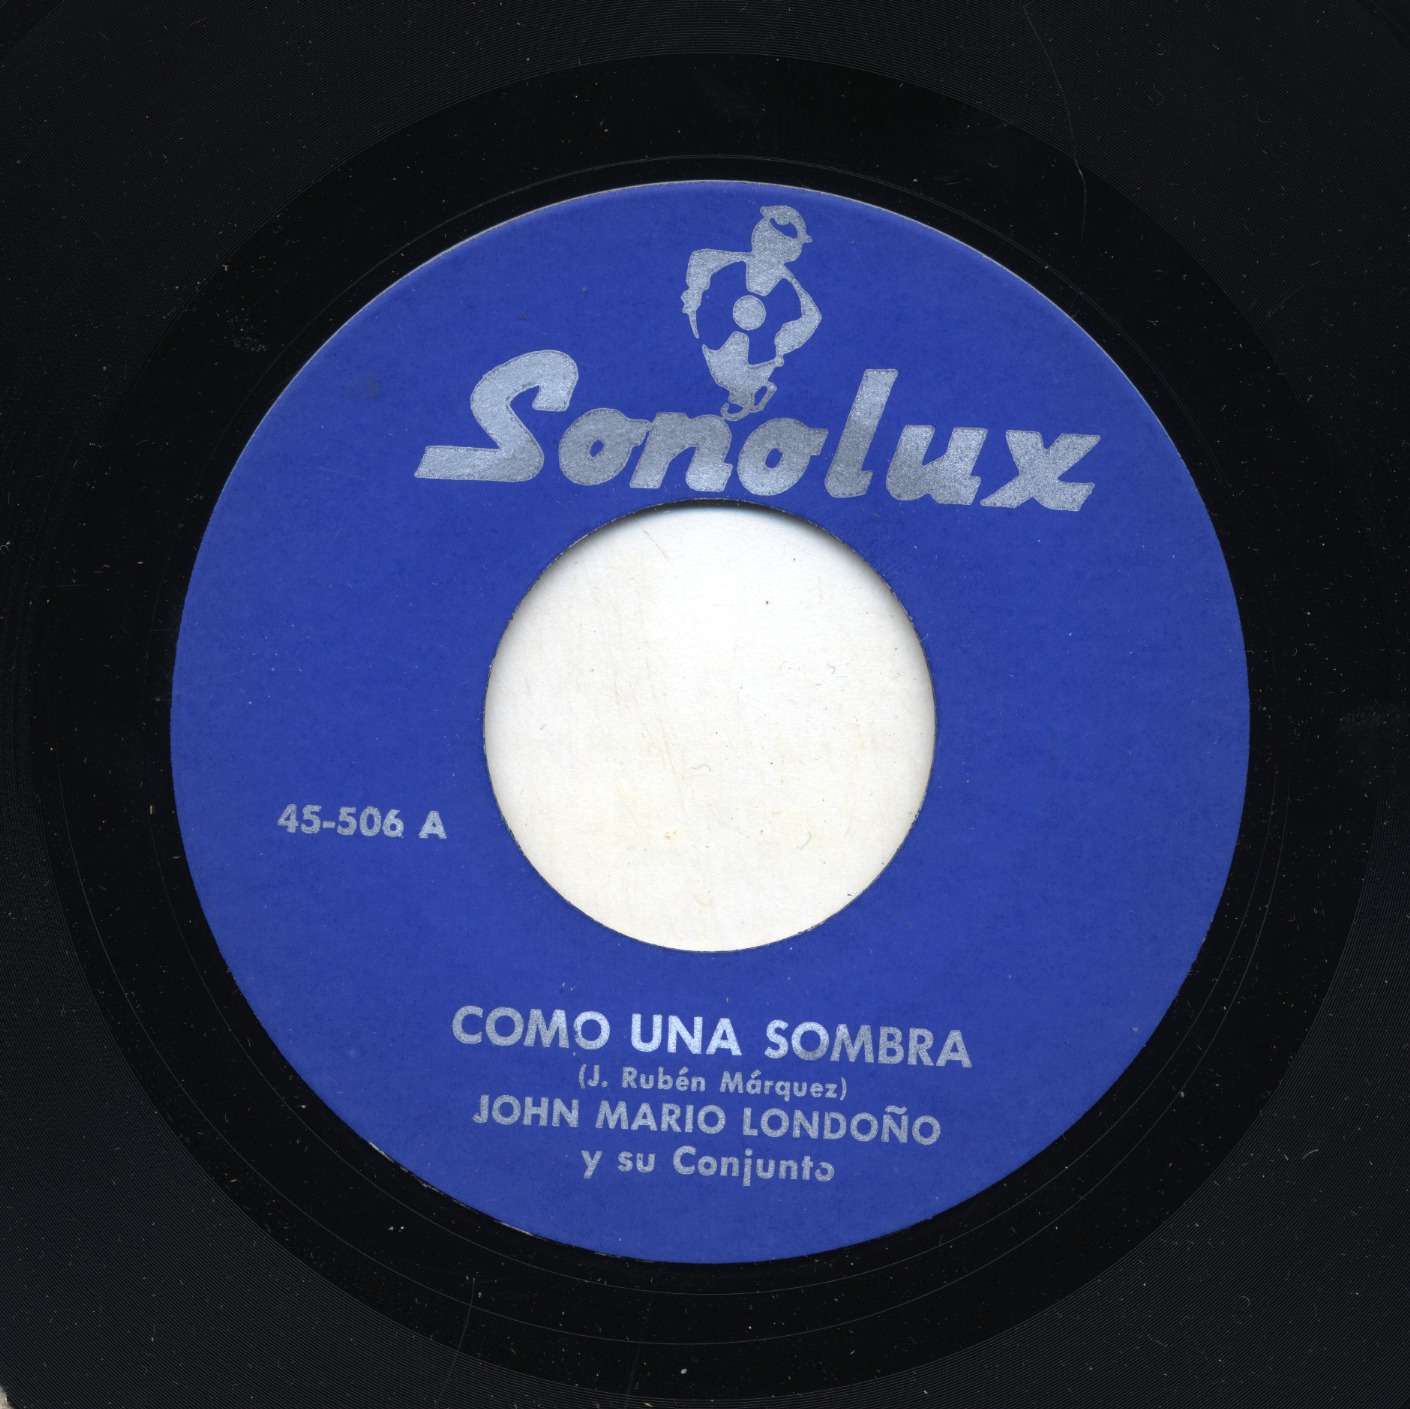 Sonolux
45-506 A
COMO UNA SOMBRA
(J. Rubén Márquez)
JOHN MARIO LONDOÑO
y su Conjunto